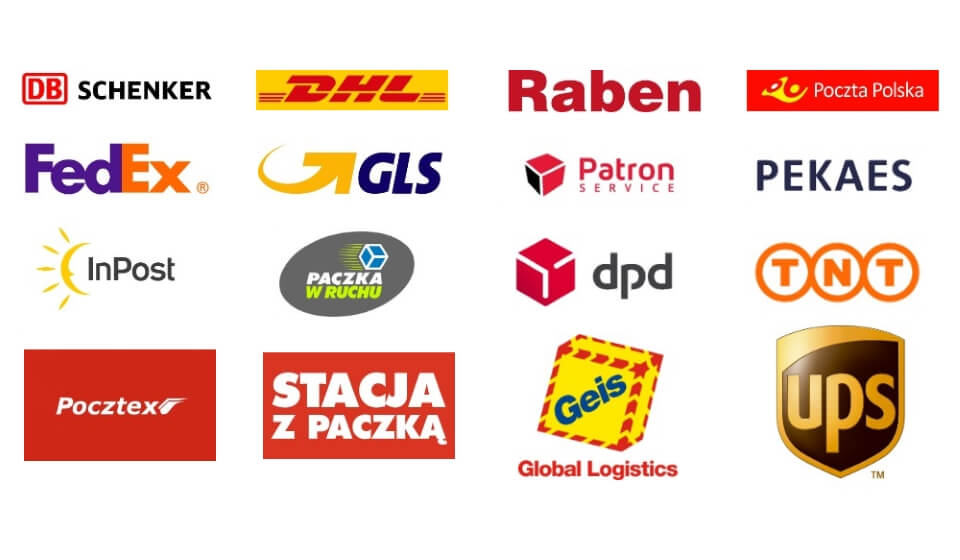 DB SCHENKER
DHL
Raben
Poczta Polska
FedEx ®
GLS
Patron
SERVICE
PEKAES
InPost
PACZKA
W RUCHU
dpd
TNT
Pocztex
STACJA
Z PACZKĄ
Geis
Global Logistics
ups
TM